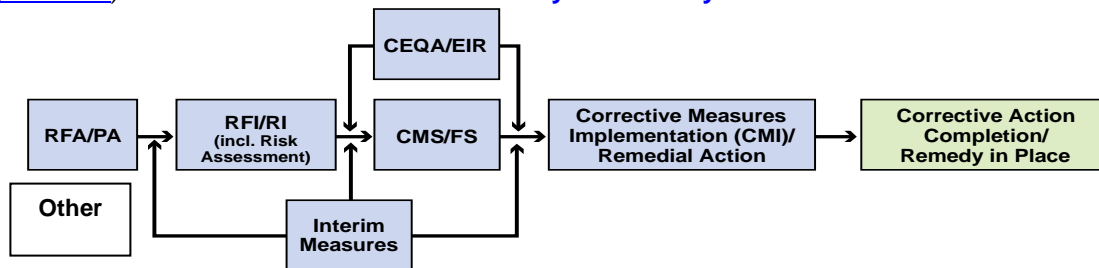 CEQA/EIR
RFA/PA
RFI/RI
(incl. Risk
Assessment)
CMS/FS
Corrective Measures
Implementation (CMI)/
Remedial Action
Corrective Action
Completion/
Remedy in Place
Other
Interim
Measures